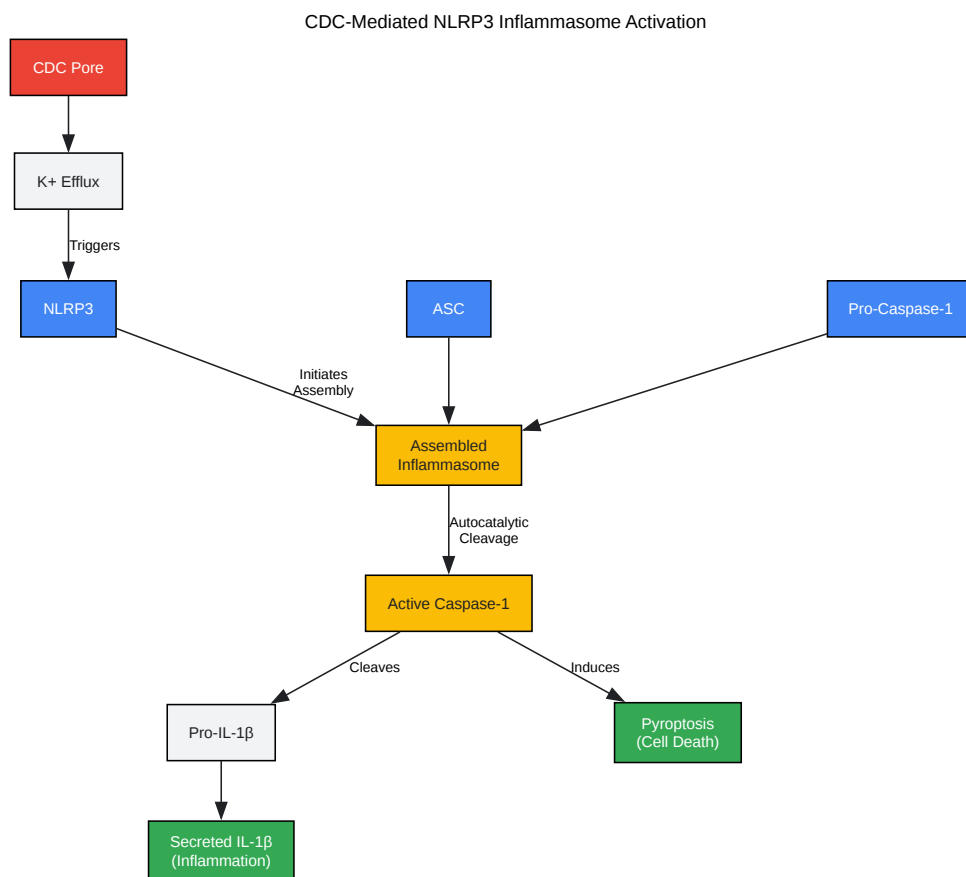 CDC-Mediated NLRP3 Inflammasome Activation
CDC Pore
K+ Efflux
Triggers
NLRP3
ASC
Pro-Caspase-1
Initiates
Assembly
Assembled
Inflammasome
Autocatalytic
Cleavage
Active Caspase-1
Cleaves
Induces
Pro-IL-1β
Pyroptosis
(Cell Death)
Secreted IL-1β
(Inflammation)